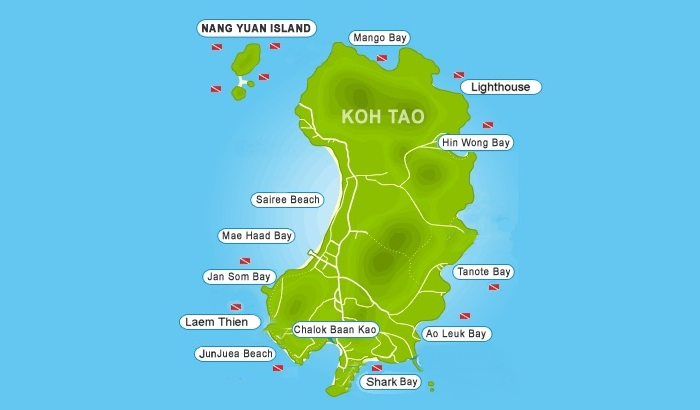 NANG YUAN ISLAND
Mango Bay
Lighthouse
KOH TAO
Hin Wong Bay
Sairee Beach
Mae Haad Bay
Jan Som Bay
Tanote Bay
Laem Thien
Chalok Baan Kao
Ao Leuk Bay
JunJuea Beach
Shark Bay